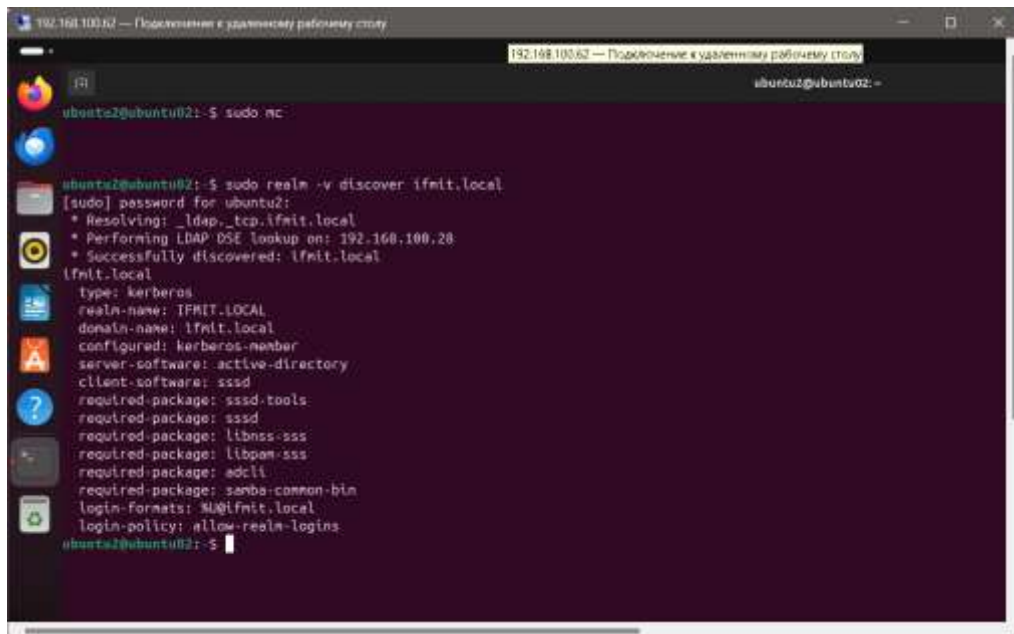 192.168.100.62 — Подключение к удаленному рабочему столу
192.168.100.62 — Подключение к удаленному рабочему столу
ubuntu2@ubuntu02: ~
ubuntu2@ubuntu02:~$ sudo mc
ubuntu2@ubuntu02:~$ sudo realm -v discover ifmit.local
[sudo] password for ubuntu2:
* Resolving: _ldap._tcp.ifmit.local
* Performing LDAP DSE lookup on: 192.168.100.28
* Successfully discovered: ifmit.local
ifmit.local
type: kerberos
realm-name: IFMIT.LOCAL
domain-name: ifmit.local
configured: kerberos-member
server-software: active-directory
client-software: sssd
required-package: sssd-tools
required-package: sssd
required-package: libnss-sss
required-package: libpam-sss
required-package: adcli
required-package: samba-common-bin
login-formats: %U@ifmit.local
login-policy: allow-realm-logins
ubuntu2@ubuntu02:~$